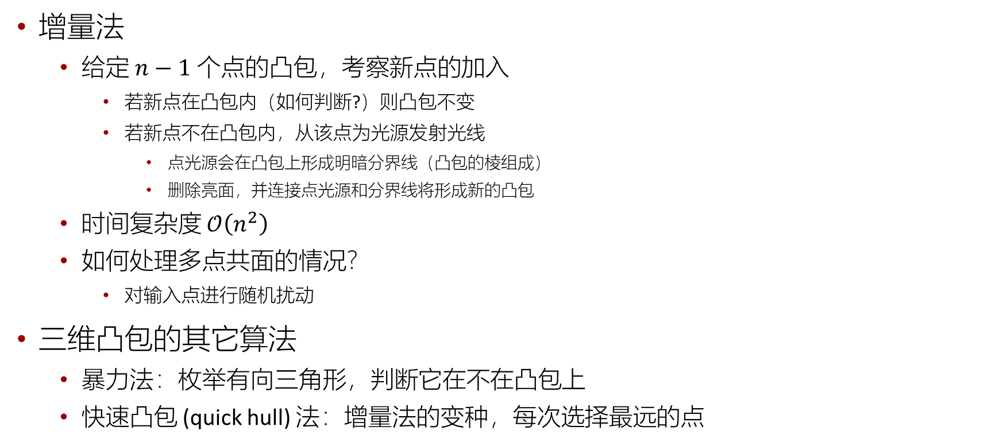 • 增量法
• 给定 n − 1 个点的凸包，考察新点的加入
• 若新点在凸包内（如何判断?）则凸包不变
• 若新点不在凸包内，从该点为光源发射光线
• 点光源会在凸包上形成明暗分界线（凸包的棱组成）
• 删除亮面，并连接点光源和分界线将形成新的凸包
• 时间复杂度 𝒪(n²)
• 如何处理多点共面的情况？
• 对输入点进行随机扰动
• 三维凸包的其它算法
• 暴力法：枚举有向三角形，判断它在不在凸包上
• 快速凸包 (quick hull) 法：增量法的变种，每次选择最远的点